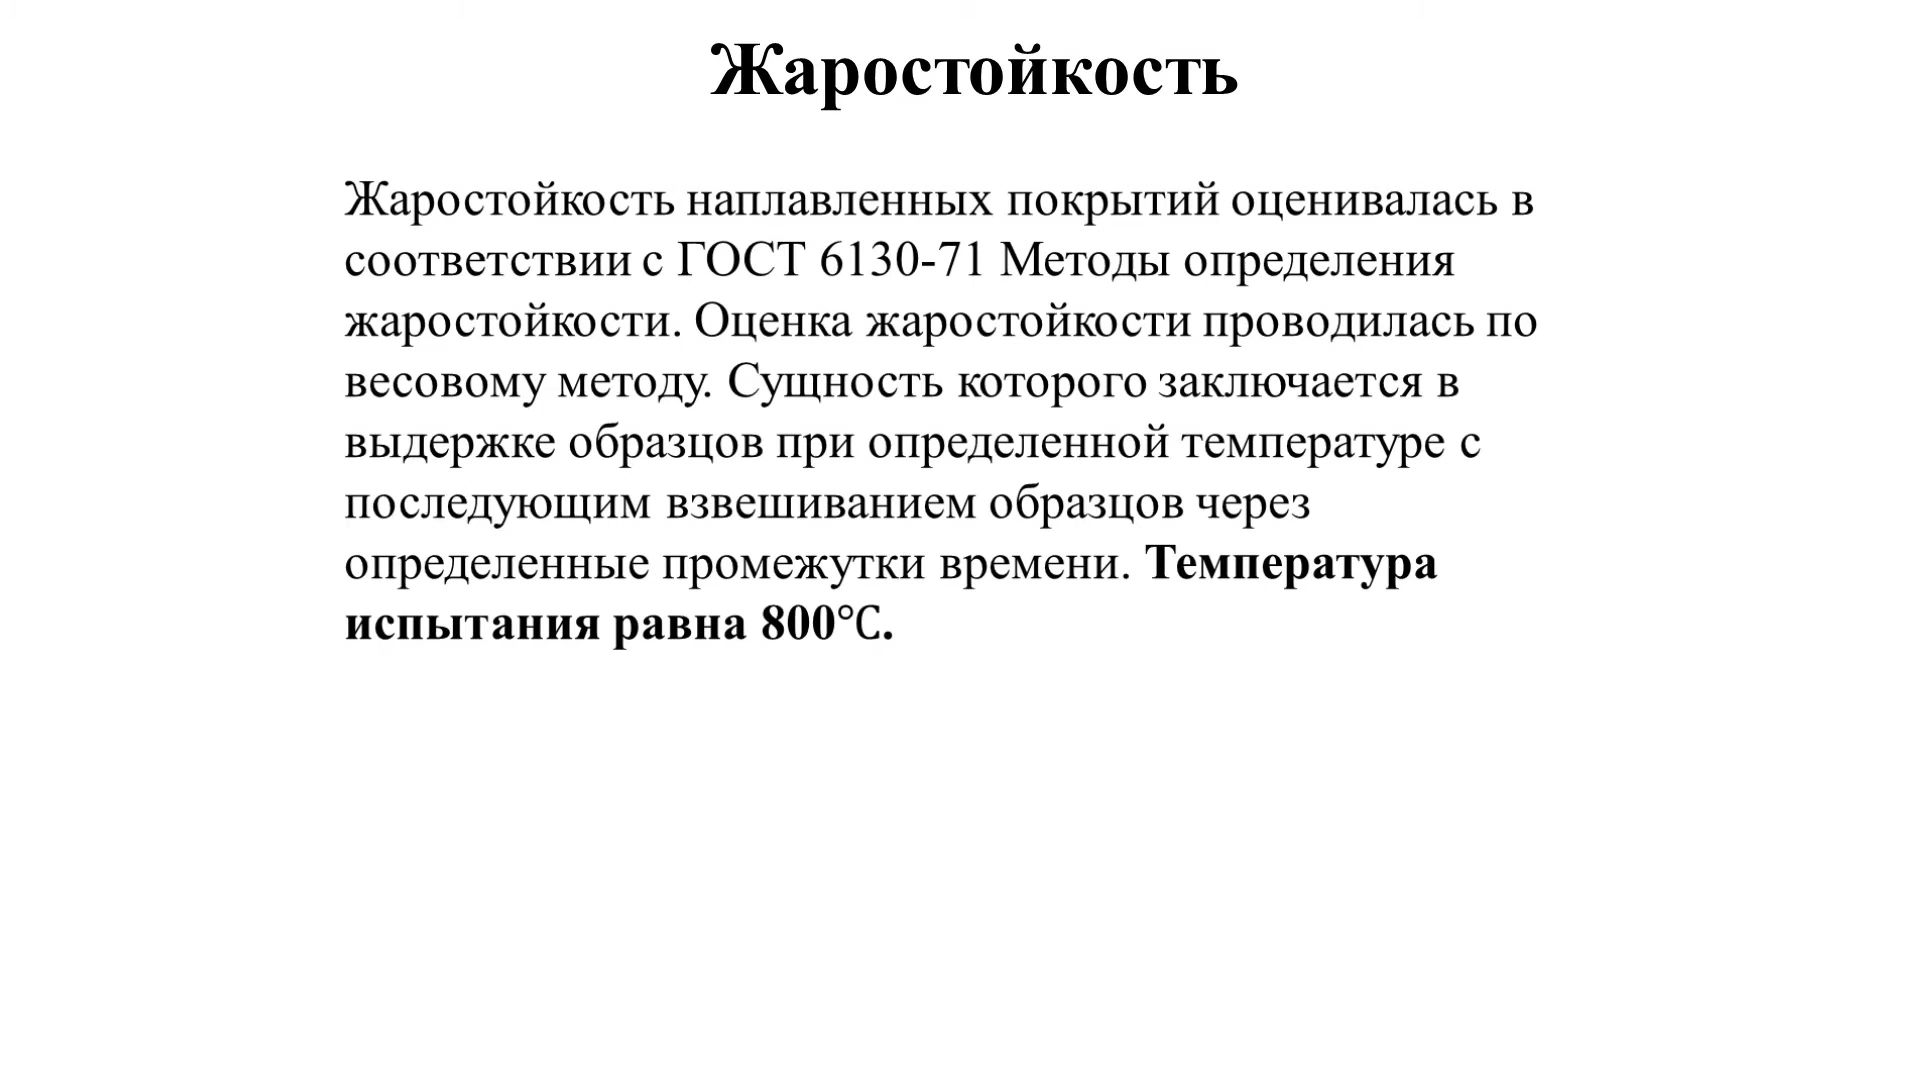 Жаростойкость
Жаростойкость наплавленных покрытий оценивалась в
соответствии с ГОСТ 6130-71 Методы определения
жаростойкости. Оценка жаростойкости проводилась по
весовому методу. Сущность которого заключается в
выдержке образцов при определенной температуре с
последующим взвешиванием образцов через
определенные промежутки времени. Температура
испытания равна 800℃.